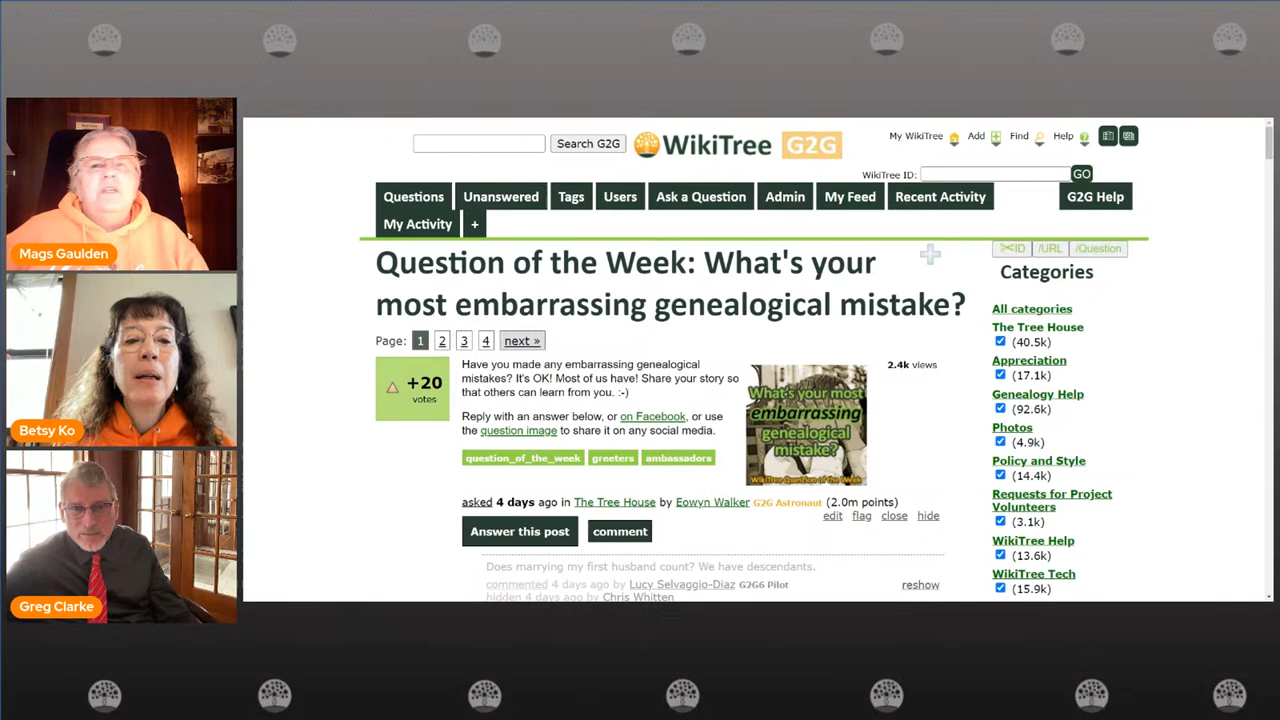 Mags Gaulden
Betsy Ko
Greg Clarke
Search G2G
WikiTree G2G
My WikiTree Add Find Help
WikiTree ID: GO
Questions Unanswered Tags Users Ask a Question Admin My Feed Recent Activity G2G Help
My Activity +
Question of the Week: What's your
most embarrassing genealogical mistake?
Page: 1 2 3 4 next »
+20
votes
Have you made any embarrassing genealogical
mistakes? It's OK! Most of us have! Share your story so
that others can learn from you. :-)
Reply with an answer below, or on Facebook, or use
the question image to share it on any social media.
question_of_the_week greeters ambassadors
What's your most
embarrassing
genealogical
mistake?
WikiTree Question of the Week
2.4k views
asked 4 days ago in The Tree House by Eowyn Walker G2G Astronaut (2.0m points)
edit flag close hide
Answer this post comment
Does marrying my first husband count? We have descendants.
commented 4 days ago by Lucy Selvaggio-Diaz G2G6 Pilot
reshow
hidden 4 days ago by Chris Whitten
ID /URL /Question
Categories
All categories
The Tree House
(40.5k)
Appreciation
(17.1k)
Genealogy Help
(92.6k)
Photos
(4.9k)
Policy and Style
(14.4k)
Requests for Project
Volunteers
(3.1k)
WikiTree Help
(13.6k)
WikiTree Tech
(15.9k)